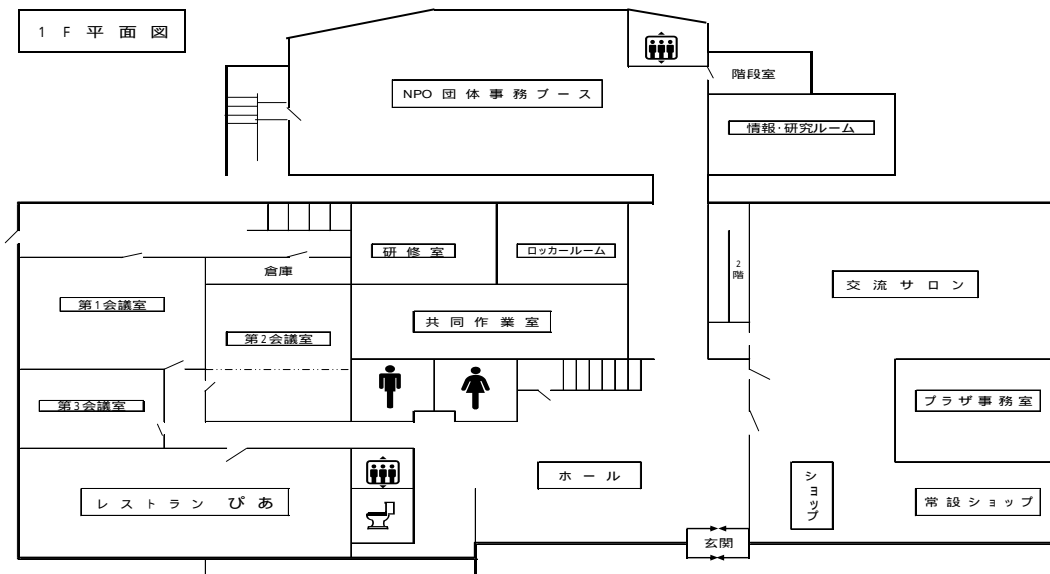 1F平面図
NPO団体事務ブース
階段室
情報・研究ルーム
研修室
ロッカールーム
2階
倉庫
交流サロン
第1会議室
共同作業室
第2会議室
第3会議室
プラザ事務室
ホール
ショップ
レストラン ぴあ
常設ショップ
玄関